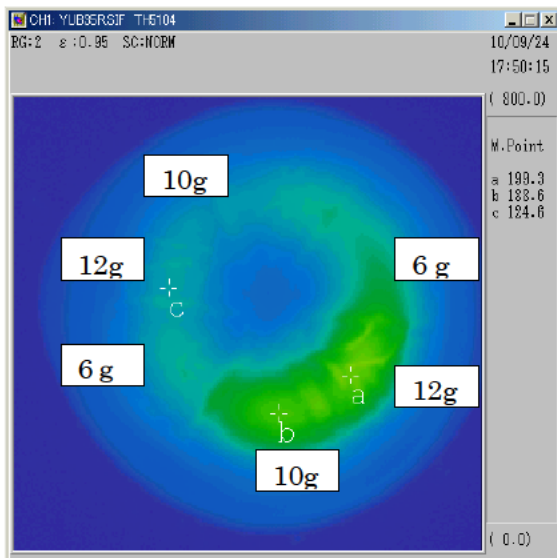 CH1: YUB35RSIF TH5104
RG:2 ε:0.95 SC:NORM
10/09/24
17:50:15
( 800.0)
M.Point
a 199.3
b 188.6
c 124.6
10g
12g
6 g
c
6 g
a
12g
b
10g
( 0.0)